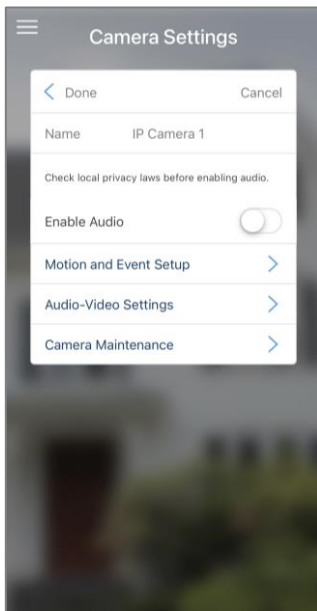 Camera Settings
Done Cancel
Name IP Camera 1
Check local privacy laws before enabling audio.
Enable Audio
Motion and Event Setup
Audio-Video Settings
Camera Maintenance